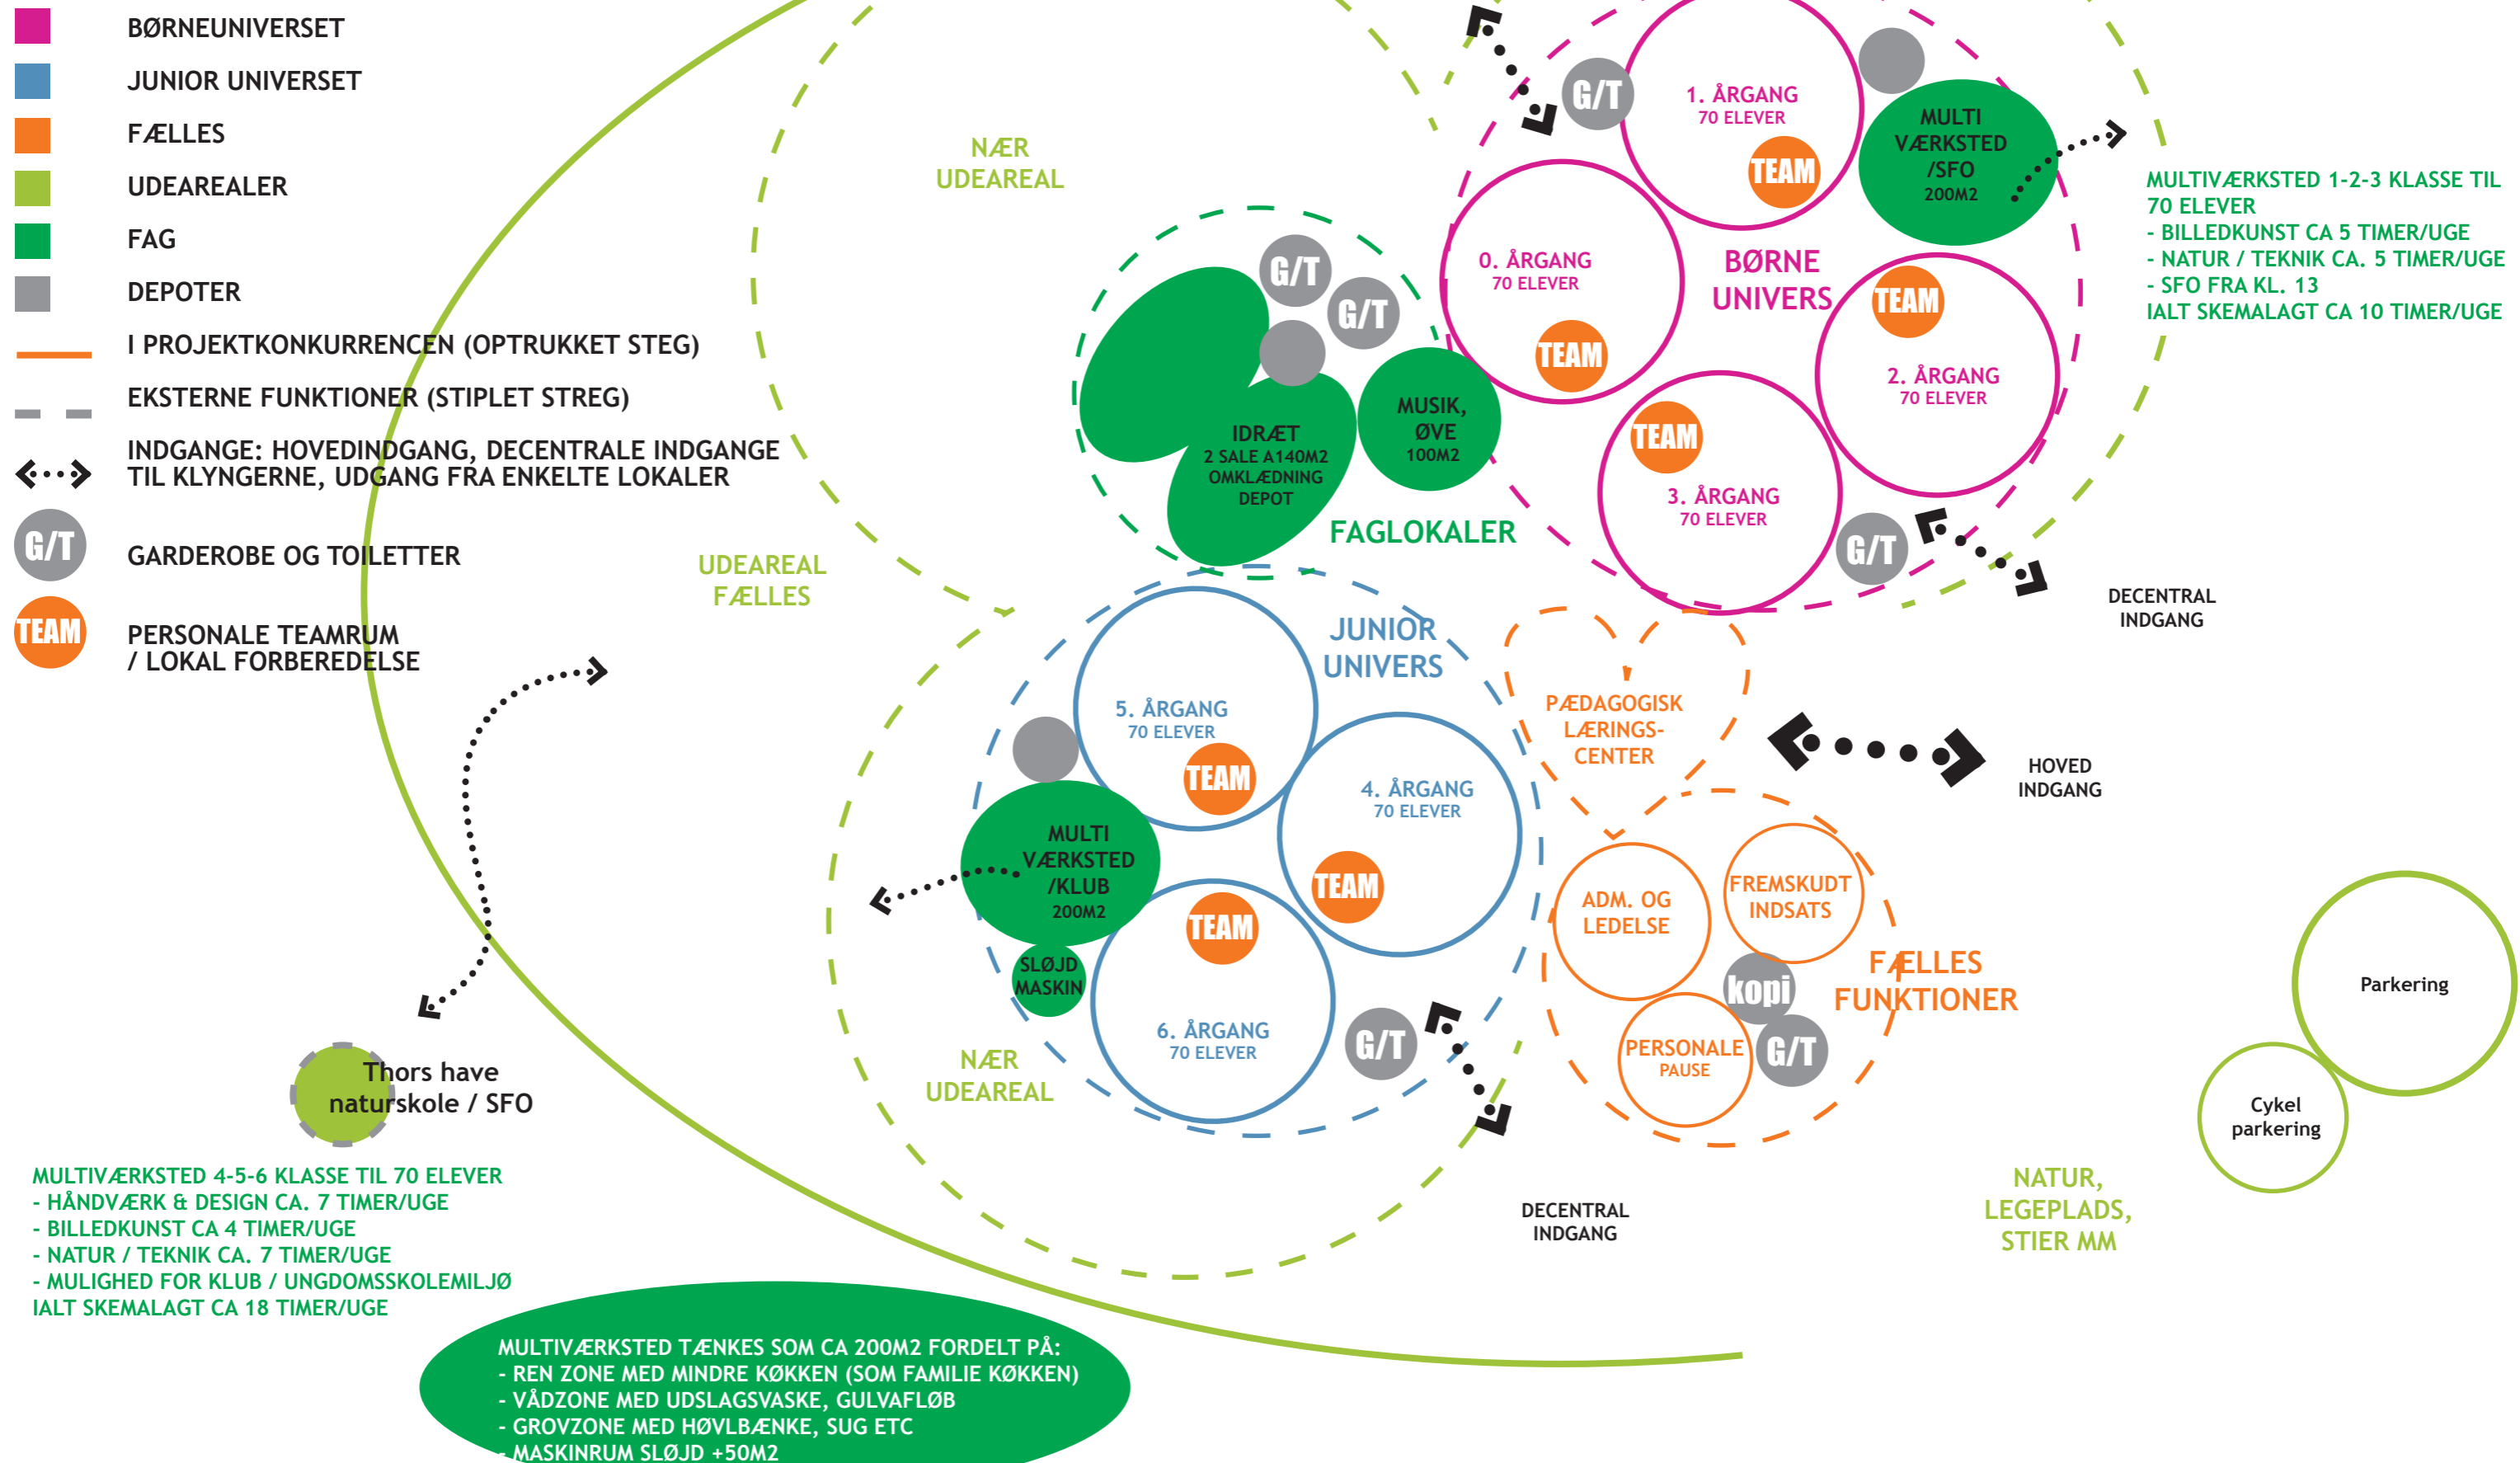 BØRNEUNIVERSET
JUNIOR UNIVERSET
FÆLLES
UDEAREALER
FAG
DEPOTER
I PROJEKTKONKURRENCEN (OPTRUKKET STEG)
EKSTERNE FUNKTIONER (STIPLET STREG)
INDGANGE: HOVEDINDGANG, DECENTRALE INDGANGE
TIL KLYNGERNE, UDGANG FRA ENKELTE LOKALER
G/T
GARDEROBE OG TOILETTER
TEAM
PERSONALE TEAMRUM
/ LOKAL FORBEREDELSE
NÆR
UDEAREAL
UDEAREAL
FÆLLES
G/T
1. ÅRGANG
70 ELEVER
TEAM
MULTI
VÆRKSTED
/SFO
200M2
0. ÅRGANG
70 ELEVER
TEAM
BØRNE
UNIVERS
TEAM
2. ÅRGANG
70 ELEVER
TEAM
3. ÅRGANG
70 ELEVER
G/T
MULTIVÆRKSTED 1-2-3 KLASSE TIL
70 ELEVER
- BILLEDKUNST CA 5 TIMER/UGE
- NATUR / TEKNIK CA. 5 TIMER/UGE
- SFO FRA KL. 13
IALT SKEMALAGT CA 10 TIMER/UGE
DECENTRAL
INDGANG
G/T
G/T
IDRÆT
2 SALE A140M2
OMKLÆDNING
DEPOT
MUSIK,
ØVE
100M2
FAGLOKALER
JUNIOR
UNIVERS
5. ÅRGANG
70 ELEVER
TEAM
4. ÅRGANG
70 ELEVER
TEAM
MULTI
VÆRKSTED
/KLUB
200M2
SLØJD
MASKIN
TEAM
6. ÅRGANG
70 ELEVER
G/T
NÆR
UDEAREAL
DECENTRAL
INDGANG
PÆDAGOGISK
LÆRINGS-
CENTER
HOVED
INDGANG
ADM. OG
LEDELSE
FREMSKUDT
INDSATS
FÆLLES
FUNKTIONER
kopi
PERSONALE
PAUSE
G/T
Parkering
Cykel
parkering
NATUR,
LEGEPLADS,
STIER MM
Thors have
naturskole / SFO
MULTIVÆRKSTED 4-5-6 KLASSE TIL 70 ELEVER
- HÅNDVÆRK & DESIGN CA. 7 TIMER/UGE
- BILLEDKUNST CA 4 TIMER/UGE
- NATUR / TEKNIK CA. 7 TIMER/UGE
- MULIGHED FOR KLUB / UNGDOMSSKOLEMILJØ
IALT SKEMALAGT CA 18 TIMER/UGE
MULTIVÆRKSTED TÆNKES SOM CA 200M2 FORDELT PÅ:
- REN ZONE MED MINDRE KØKKEN (SOM FAMILIE KØKKEN)
- VÅDZONE MED UDSLAGSVASKE, GULVAFLØB
- GROVZONE MED HØVLBÆNKE, SUG ETC
- MASKINRUM SLØJD +50M2